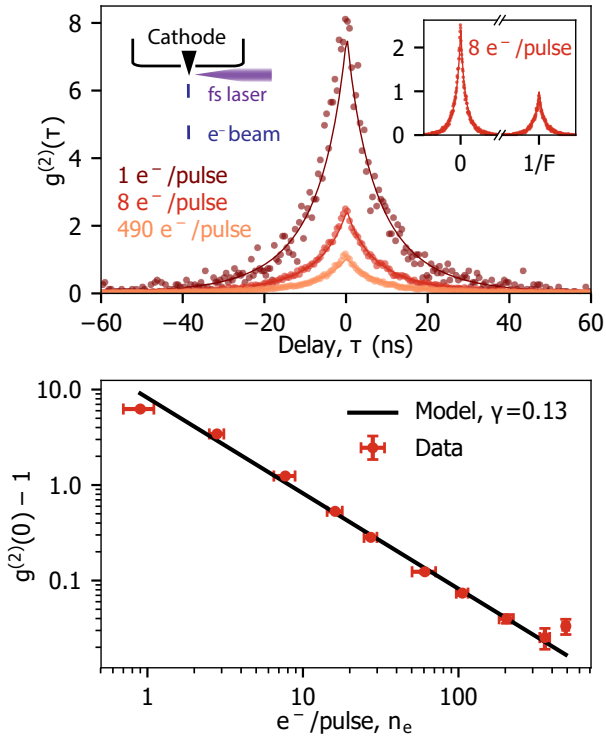 Cathode
fs laser
e⁻ beam
1 e⁻/pulse
8 e⁻/pulse
490 e⁻/pulse
g⁽²⁾(τ)
8
6
4
2
0
−60 −40 −20 0 20 40 60
Delay, τ (ns)
8 e⁻/pulse
2
1
0
0 1/F
Model, γ=0.13
Data
g⁽²⁾(0) − 1
10.0
1.0
0.1
1 10 100
e⁻/pulse, nₑ